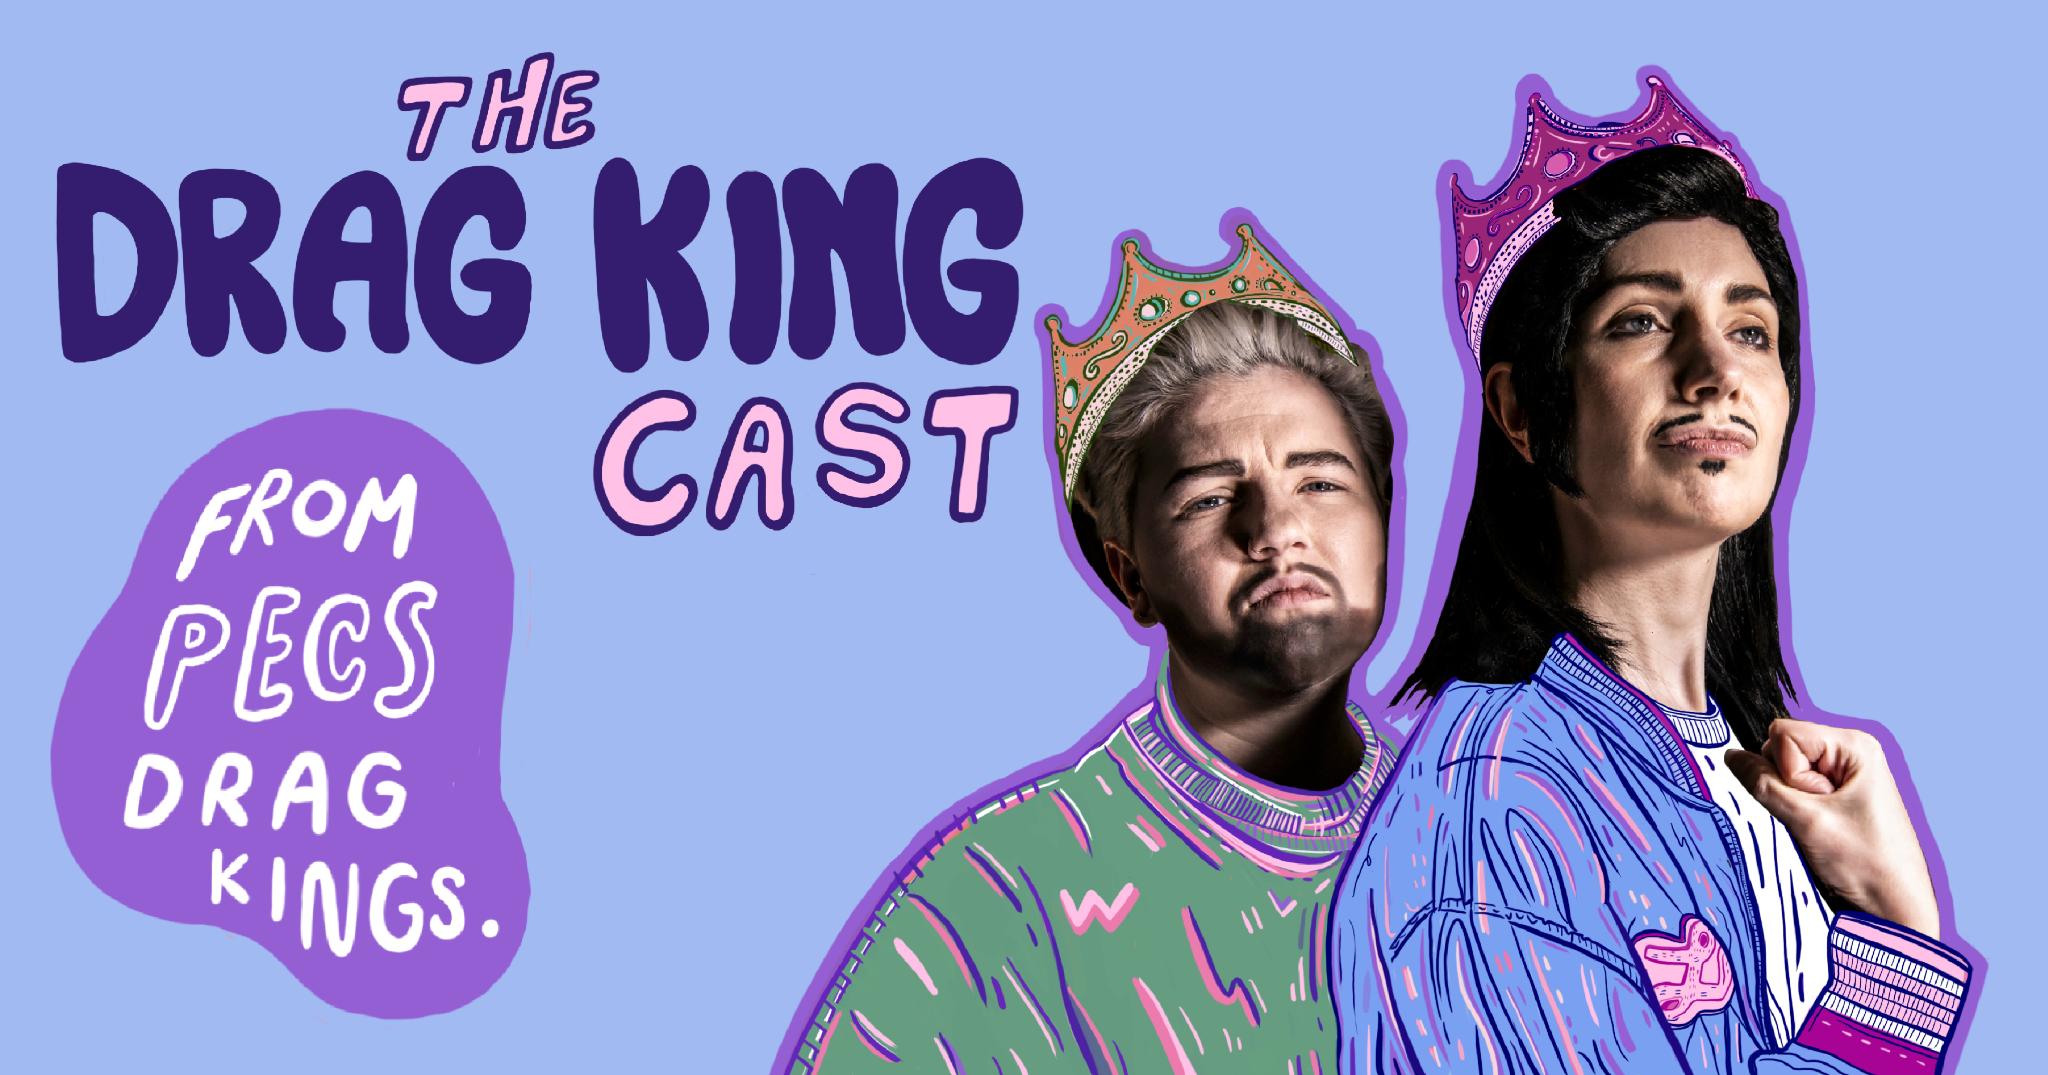 THE
DRAG KING
CAST
FROM
PECS
DRAG
KINGS.